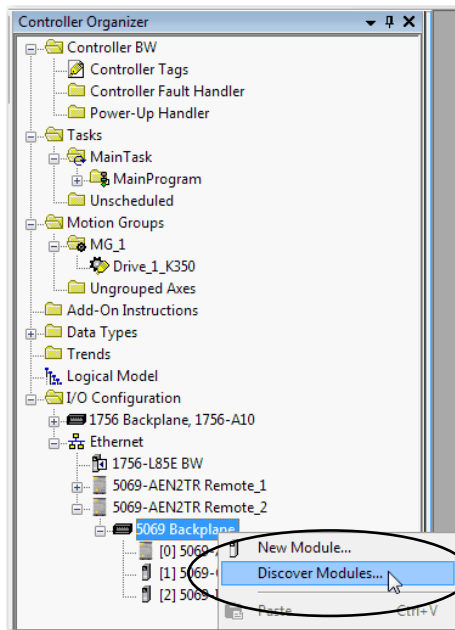 Controller Organizer
Controller BW
Controller Tags
Controller Fault Handler
Power-Up Handler
Tasks
MainTask
MainProgram
Unscheduled
Motion Groups
MG_1
Drive_1_K350
Ungrouped Axes
Add-On Instructions
Data Types
Trends
Logical Model
I/O Configuration
1756 Backplane, 1756-A10
Ethernet
1756-L85E BW
5069-AEN2TR Remote_1
5069-AEN2TR Remote_2
5069 Backplane
[0] 5069-
New Module...
[1] 5069-
Discover Modules...
[2] 5069-
Paste Ctrl+V